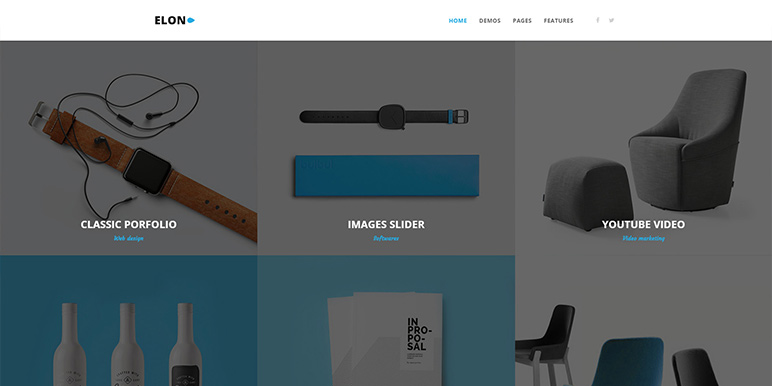 ELON
HOME DEMOS PAGES FEATURES
CLASSIC PORFOLIO
Web design
IMAGES SLIDER
Softwares
YOUTUBE VIDEO
Video marketing
IN
PRO-
PO-
SAL